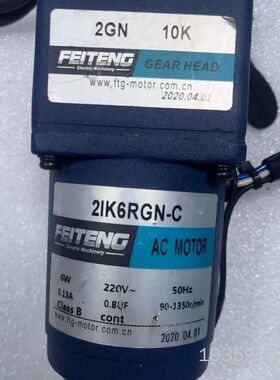 2GN 10K
FEITENG
Electric Machinery
GEAR HEAD
www.ftg-motor.com.cn
2020.04.01
2IK6RGN-C
FEITENG
Electric Machinery
AC MOTOR
6W 220V~ 50Hz
0.13A 0.8UF 90-1350r/min
Class B cont
www.ftg-motor.com.cn
2020 04.01